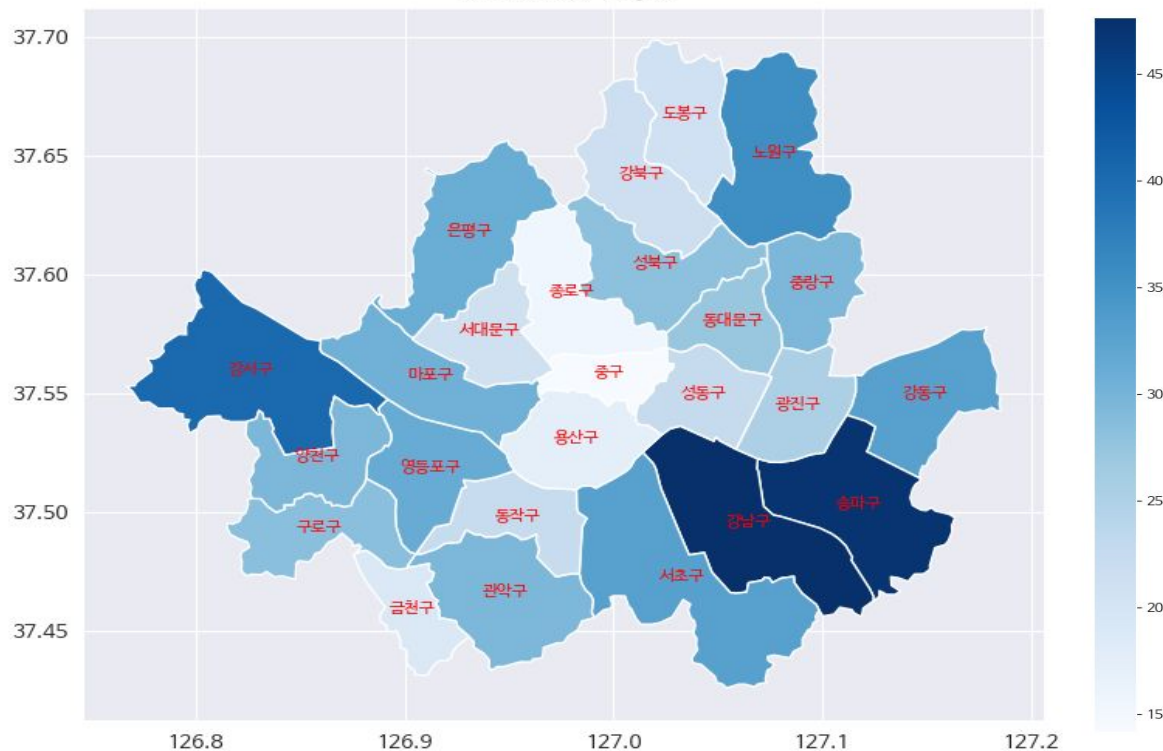 37.70
37.65
37.60
37.55
37.50
37.45
126.8
126.9
127.0
127.1
127.2
도봉구
노원구
강북구
은평구
성북구
중랑구
종로구
동대문구
서대문구
강서구
마포구
중구
성동구
광진구
강동구
용산구
양천구
영등포구
송파구
동작구
강남구
구로구
서초구
관악구
금천구
45
40
35
30
25
20
15